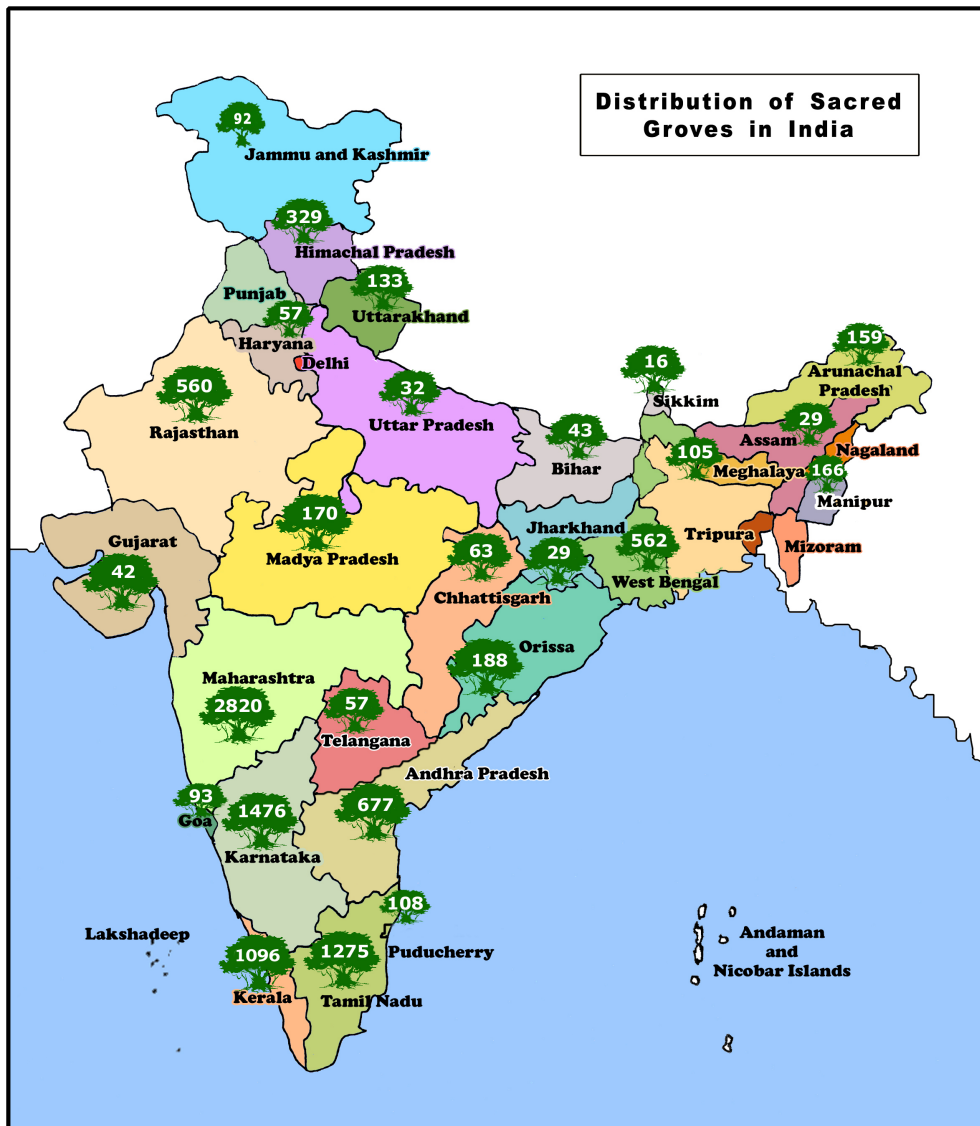 Distribution of Sacred
Groves in India
92
Jammu and Kashmir
329
Himachal Pradesh
133
Uttarakhand
Punjab
57
Haryana
Delhi
560
Rajasthan
32
Uttar Pradesh
16
Sikkim
159
Arunachal
Pradesh
29
Assam
Nagaland
43
Bihar
105
Meghalaya
166
Manipur
170
Madya Pradesh
Jharkhand
29
562
West Bengal
Tripura
Mizoram
Gujarat
42
63
Chhattisgarh
188
Orissa
Maharashtra
2820
57
Telangana
Andhra Pradesh
677
93
Goa
1476
Karnataka
108
Puducherry
Lakshadeep
1096
Kerala
1275
Tamil Nadu
Andaman
and
Nicobar Islands